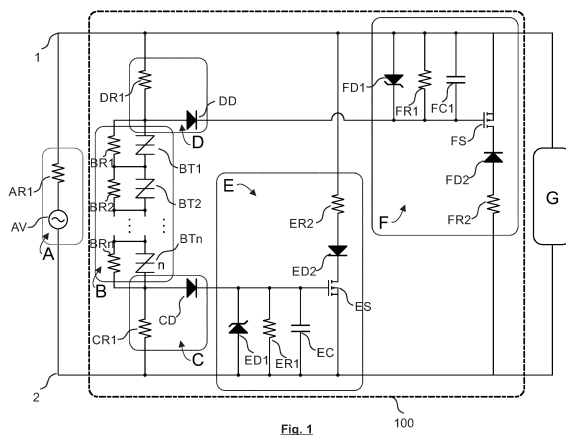 1
FD1
FR1
FC1
DR1
DD
FS
D
BR1
BT1
FD2
E
F
G
AR1
BR2
BT2
ER2
FR2
AV
A
BRn
BTn
ED2
B
n
CD
ES
CR1
C
ED1
ER1
EC
2
100
Fig. 1